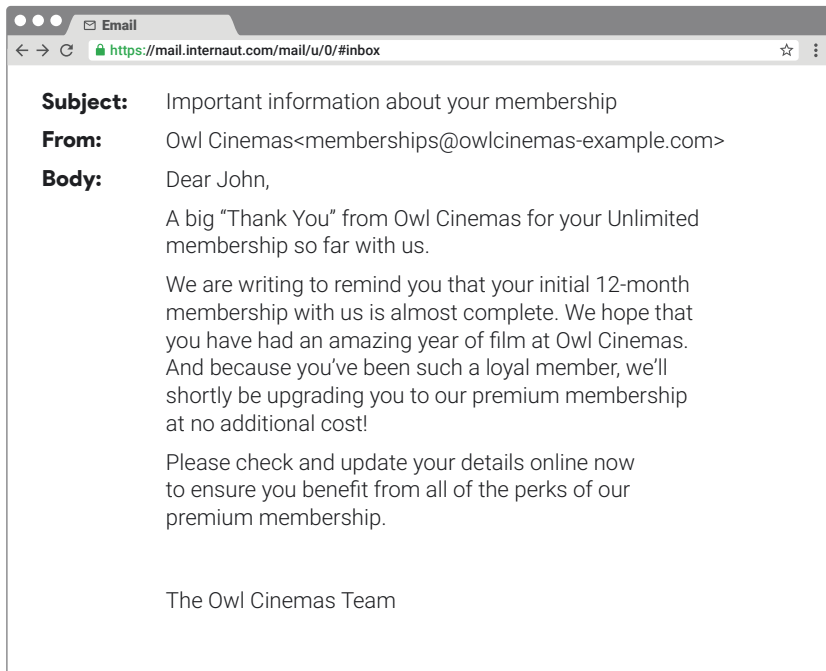 Email
https://mail.internaut.com/mail/u/0/#inbox
Subject: Important information about your membership
From: Owl Cinemas<memberships@owlcinemas-example.com>
Body: Dear John,
A big “Thank You” from Owl Cinemas for your Unlimited
membership so far with us.
We are writing to remind you that your initial 12-month
membership with us is almost complete. We hope that
you have had an amazing year of film at Owl Cinemas.
And because you’ve been such a loyal member, we’ll
shortly be upgrading you to our premium membership
at no additional cost!
Please check and update your details online now
to ensure you benefit from all of the perks of our
premium membership.
The Owl Cinemas Team